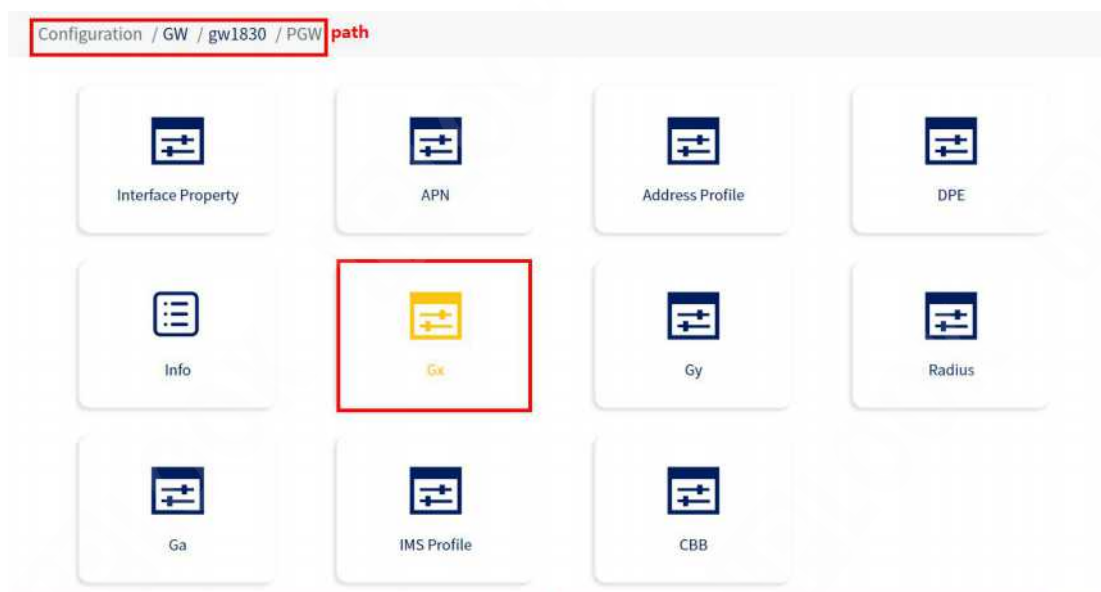 Configuration / GW / gw1830 / PGW path
Interface Property
APN
Address Profile
DPE
Info
Gx
Gy
Radius
Ga
IMS Profile
CBB